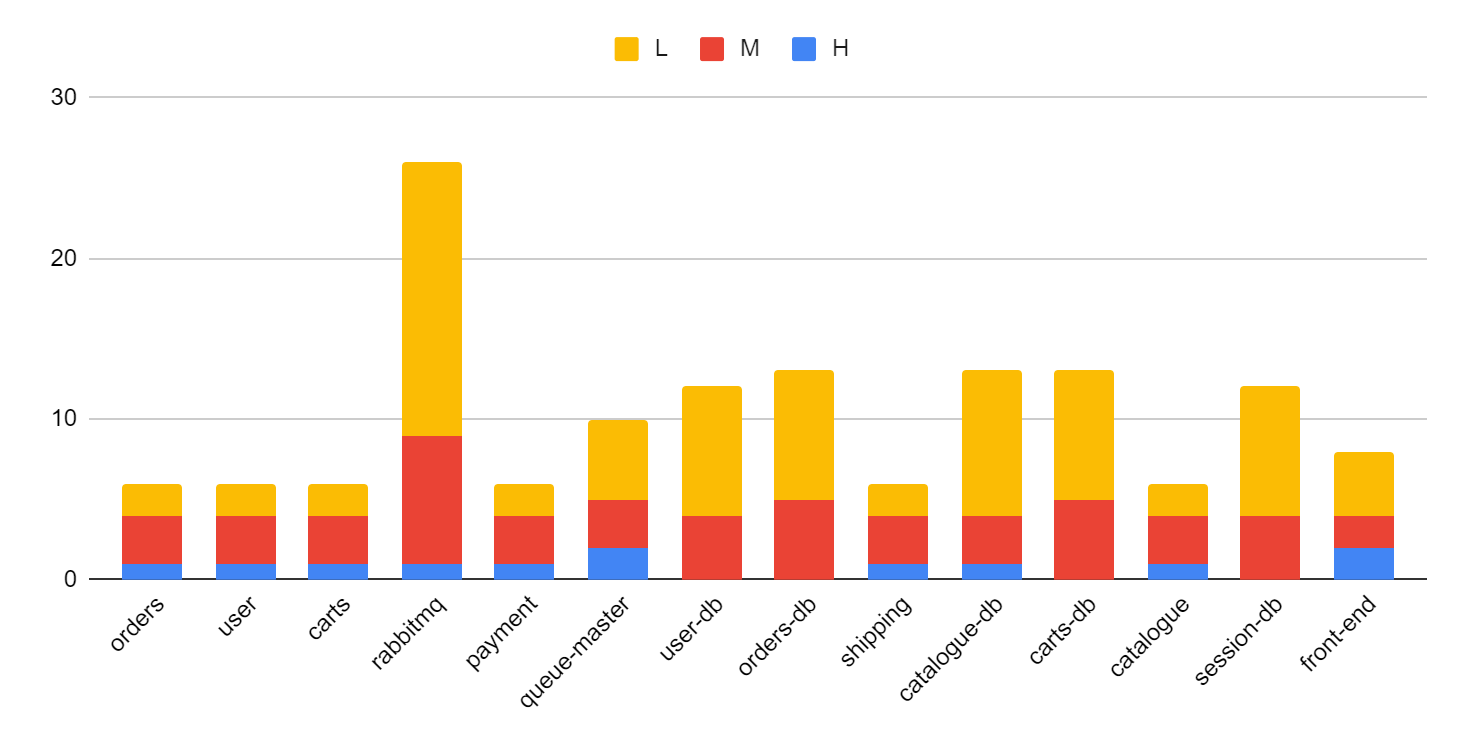 L M H
30
20
10
0
orders
user
carts
rabbitmq
payment
queue-master
user-db
orders-db
shipping
catalogue-db
carts-db
catalogue
session-db
front-end